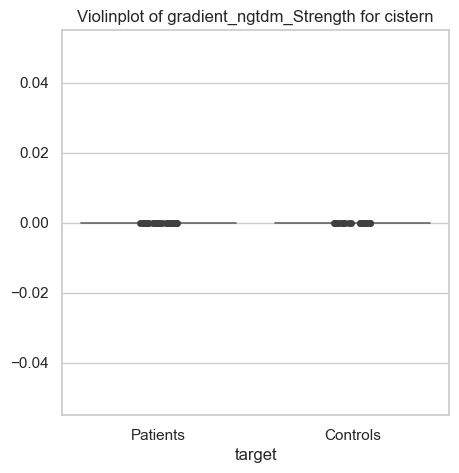 Violinplot of gradient_ngtdm_Strength for cistern
0.04
0.02
0.00
−0.02
−0.04
Patients
Controls
target